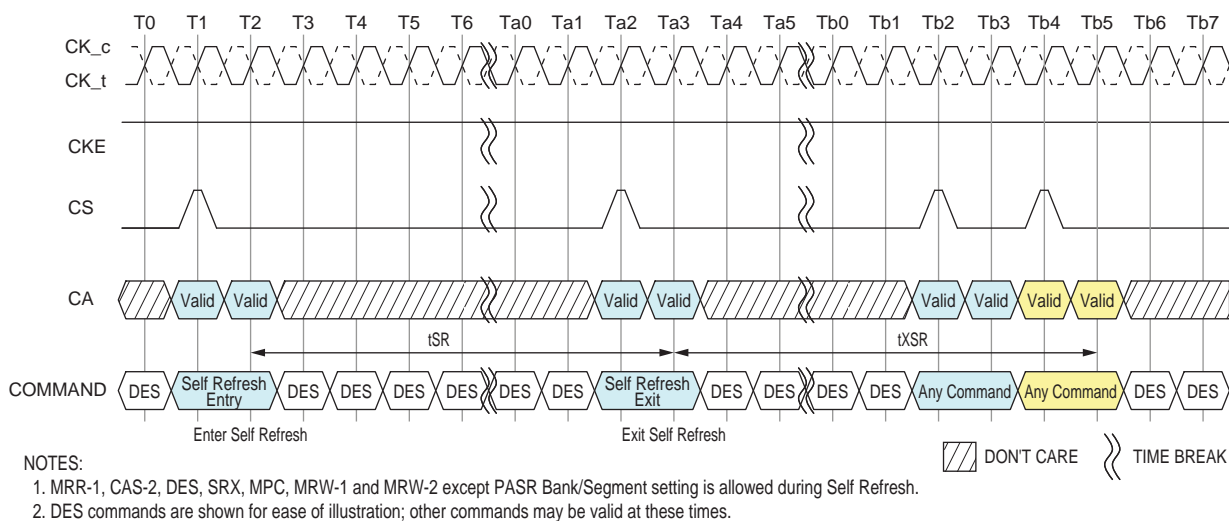 T0 T1 T2 T3 T4 T5 T6 Ta0 Ta1 Ta2 Ta3 Ta4 Ta5 Tb0 Tb1 Tb2 Tb3 Tb4 Tb5 Tb6 Tb7
CK_c
CK_t
CKE
CS
CA Valid Valid Valid Valid Valid Valid Valid Valid
tSR tXSR
COMMAND DES Self Refresh Entry DES DES DES DES DES DES Self Refresh Exit DES DES DES DES Any Command Any Command DES DES
Enter Self Refresh Exit Self Refresh
DON'T CARE TIME BREAK
NOTES:
1. MRR-1, CAS-2, DES, SRX, MPC, MRW-1 and MRW-2 except PASR Bank/Segment setting is allowed during Self Refresh.
2. DES commands are shown for ease of illustration; other commands may be valid at these times.